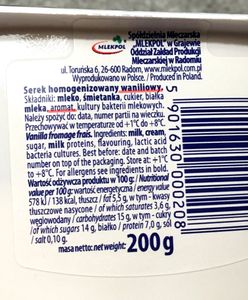 MLEKPOL
Spółdzielnia Mleczarska
"MLEKPOL" w Grajewie
Oddział Zakład Produkcji
Mleczarskiej w Radomiu
ul. Toruńska 6, 26-600 Radom, www.mlekpol.com.pl
Wyprodukowano w Polsce. / Produced in Poland.
Serek homogenizowany waniliowy.
Składniki: mleko, śmietanka, cukier, białka
mleka, aromat, kultury bakterii mlekowych.
Należy spożyć do: data, numer partii na wieczku.
Przechowywać w temperaturze od +1°C do +8°C.
Vanilla fromage frais. Ingredients: milk, cream,
sugar, milk proteins, flavouring, lactic acid
bacteria cultures. Best before: before date and batch
number on top of the packaging. Store at: +1°C
to +8°C. For allergens see ingredients in bold.
Wartość odżywcza produktu w 100 g: / Nutritional
value per 100 g: wartość energetyczna / energy value
578 kJ / 138 kcal, tłuszcz / fat 5,5 g, w tym - kwasy
tłuszczowe nasycone / of which saturates 3,6 g,
węglowodany / carbohydrates 15 g, w tym - cukry
/ of which sugars 14 g, białko / protein 7,0 g, sól
/ salt 0,10 g.
masa netto: / net weight: 200 g
5 901630 000208